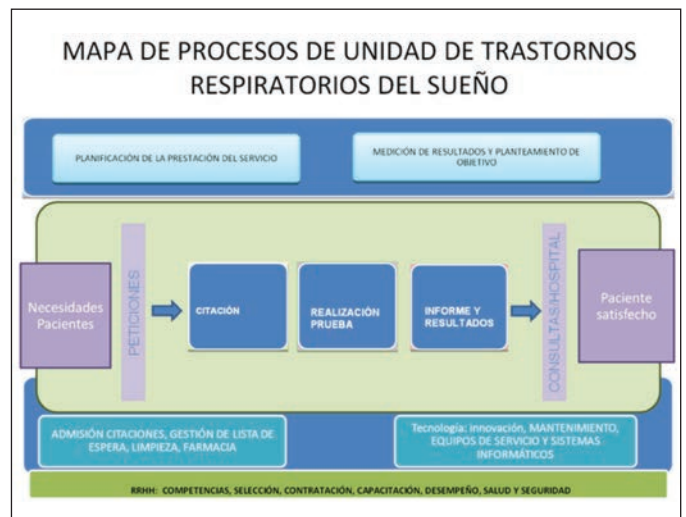 MAPA DE PROCESOS DE UNIDAD DE TRASTORNOS
RESPIRATORIOS DEL SUEÑO
PLANIFICACIÓN DE LA PRESTACIÓN DEL SERVICIO
MEDICIÓN DE RESULTADOS Y PLANTEAMIENTO DE
OBJETIVO
Necesidades
Pacientes
PETICIONES
CITACIÓN
REALIZACIÓN
PRUEBA
INFORME Y
RESULTADOS
CONSULTAS/HOSPITAL
Paciente
satisfecho
ADMISIÓN CITACIONES, GESTIÓN DE LISTA DE
ESPERA, LIMPIEZA, FARMACIA
Tecnología: innovación, MANTENIMIENTO,
EQUIPOS DE SERVICIO Y SISTEMAS
INFORMÁTICOS
RRHH: COMPETENCIAS, SELECCIÓN, CONTRATACIÓN, CAPACITACIÓN, DESEMPEÑO, SALUD Y SEGURIDAD